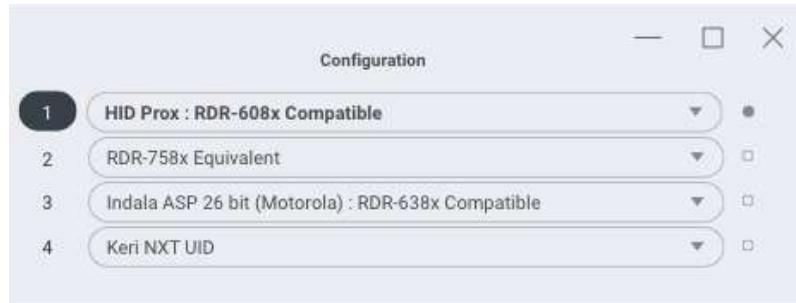 Configuration
1 HID Prox : RDR-608x Compatible
2 RDR-758x Equivalent
3 Indala ASP 26 bit (Motorola) : RDR-638x Compatible
4 Keri NXT UID